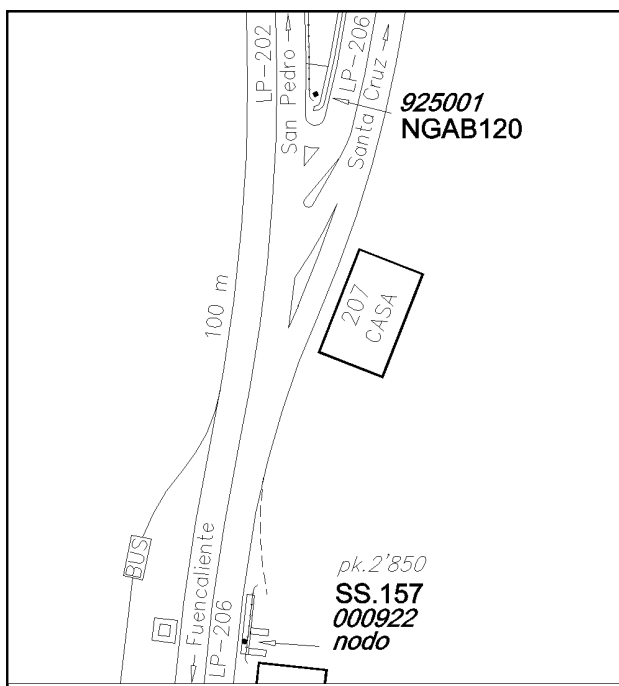 LP-202
San Pedro
LP-206
Santa Cruz
925001
NGAB120
207
CASA
100 m
BUS
Fuencaliente
LP-206
pk.2'850
SS.157
000922
nodo